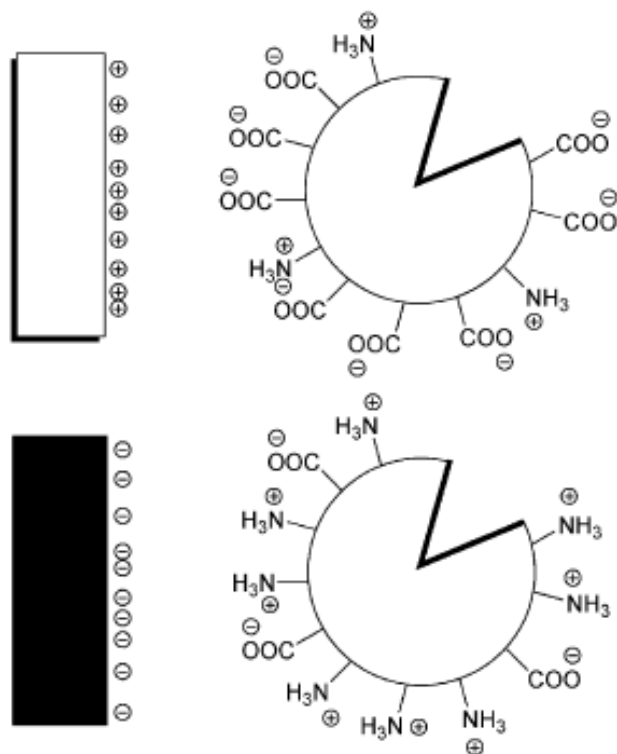 ⊕
H₃N
⊕
⊖
OOC
⊕
⊖
OOC
⊖
COO
⊕
⊕
⊖
OOC
⊖
COO
⊕
⊕
⊕
⊕
H₃N
⊕
⊖
OOC
NH₃
⊕
⊕
⊕
OOC
⊖
COO
⊖
⊕
H₃N
⊖
⊖
OOC
⊖
⊕
H₃N
⊖
⊕
NH₃
⊖
⊖
H₃N
⊕
⊕
NH₃
⊖
⊖
⊖
OOC
⊖
⊖
COO
⊖
H₃N
⊕
⊖
H₃N
⊕
NH₃
⊕